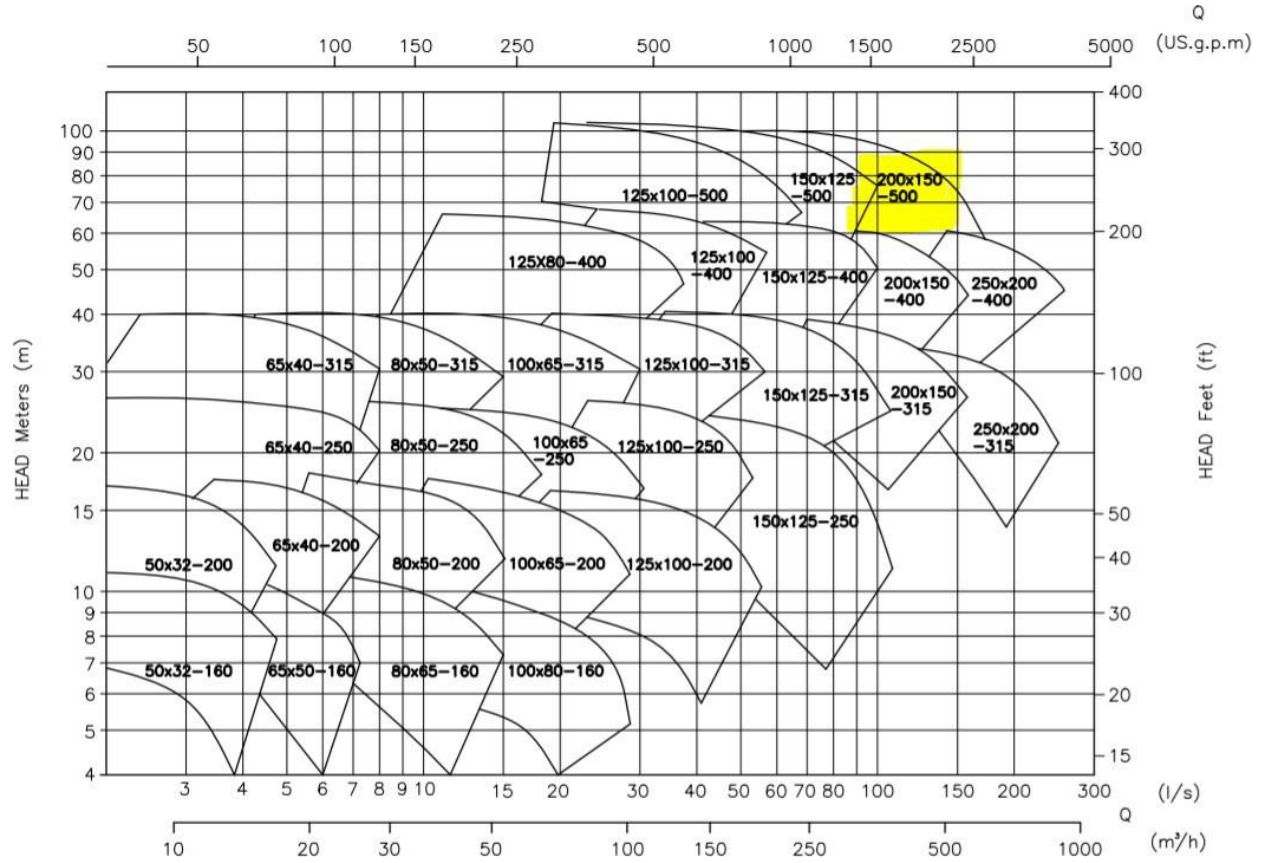 Q
50 100 150 250 500 1000 1500 2500 5000 (US.g.p.m)
400
100
90 300
80 150x125 200x150
70 125x100-500 -500 -500
60 200
50 125X80-400 125x100 -400 150x125-400 200x150 -400 250x200 -400
40
HEAD Meters (m)
HEAD Feet (ft)
30 65x40-315 80x50-315 100x65-315 125x100-315 100
150x125-315 200x150 -315
20 65x40-250 80x50-250 100x65 -250 125x100-250 250x200 -315
15 50
150x125-250
65x40-200
50x32-200 80x50-200 100x65-200 125x100-200 40
10
9 30
8
7 50x32-160 65x50-160 80x65-160 100x80-160
6 20
5
15
4
3 4 5 6 7 8 9 10 15 20 30 40 50 60 70 80 100 150 200 300 (l/s)
Q
10 20 30 50 100 150 250 500 1000 (m³/h)